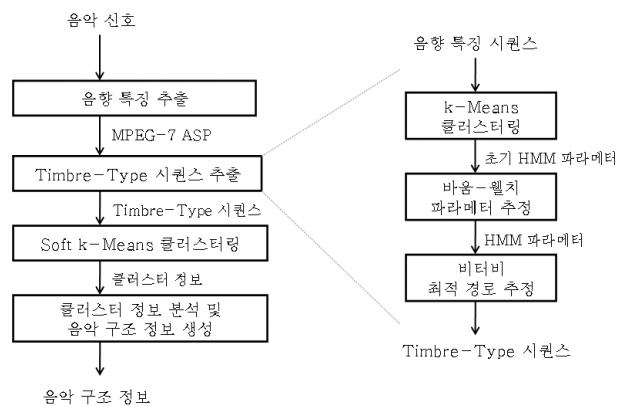 음악 신호
음향 특징 추출
MPEG-7 ASP
Timbre-Type 시퀀스 추출
Timbre-Type 시퀀스
Soft k-Means 클러스터링
클러스터 정보
클러스터 정보 분석 및
음악 구조 정보 생성
음악 구조 정보
음향 특징 시퀀스
k-Means
클러스터링
초기 HMM 파라메터
바움-웰치
파라메터 추정
HMM 파라메터
비터비
최적 경로 추정
Timbre-Type 시퀀스